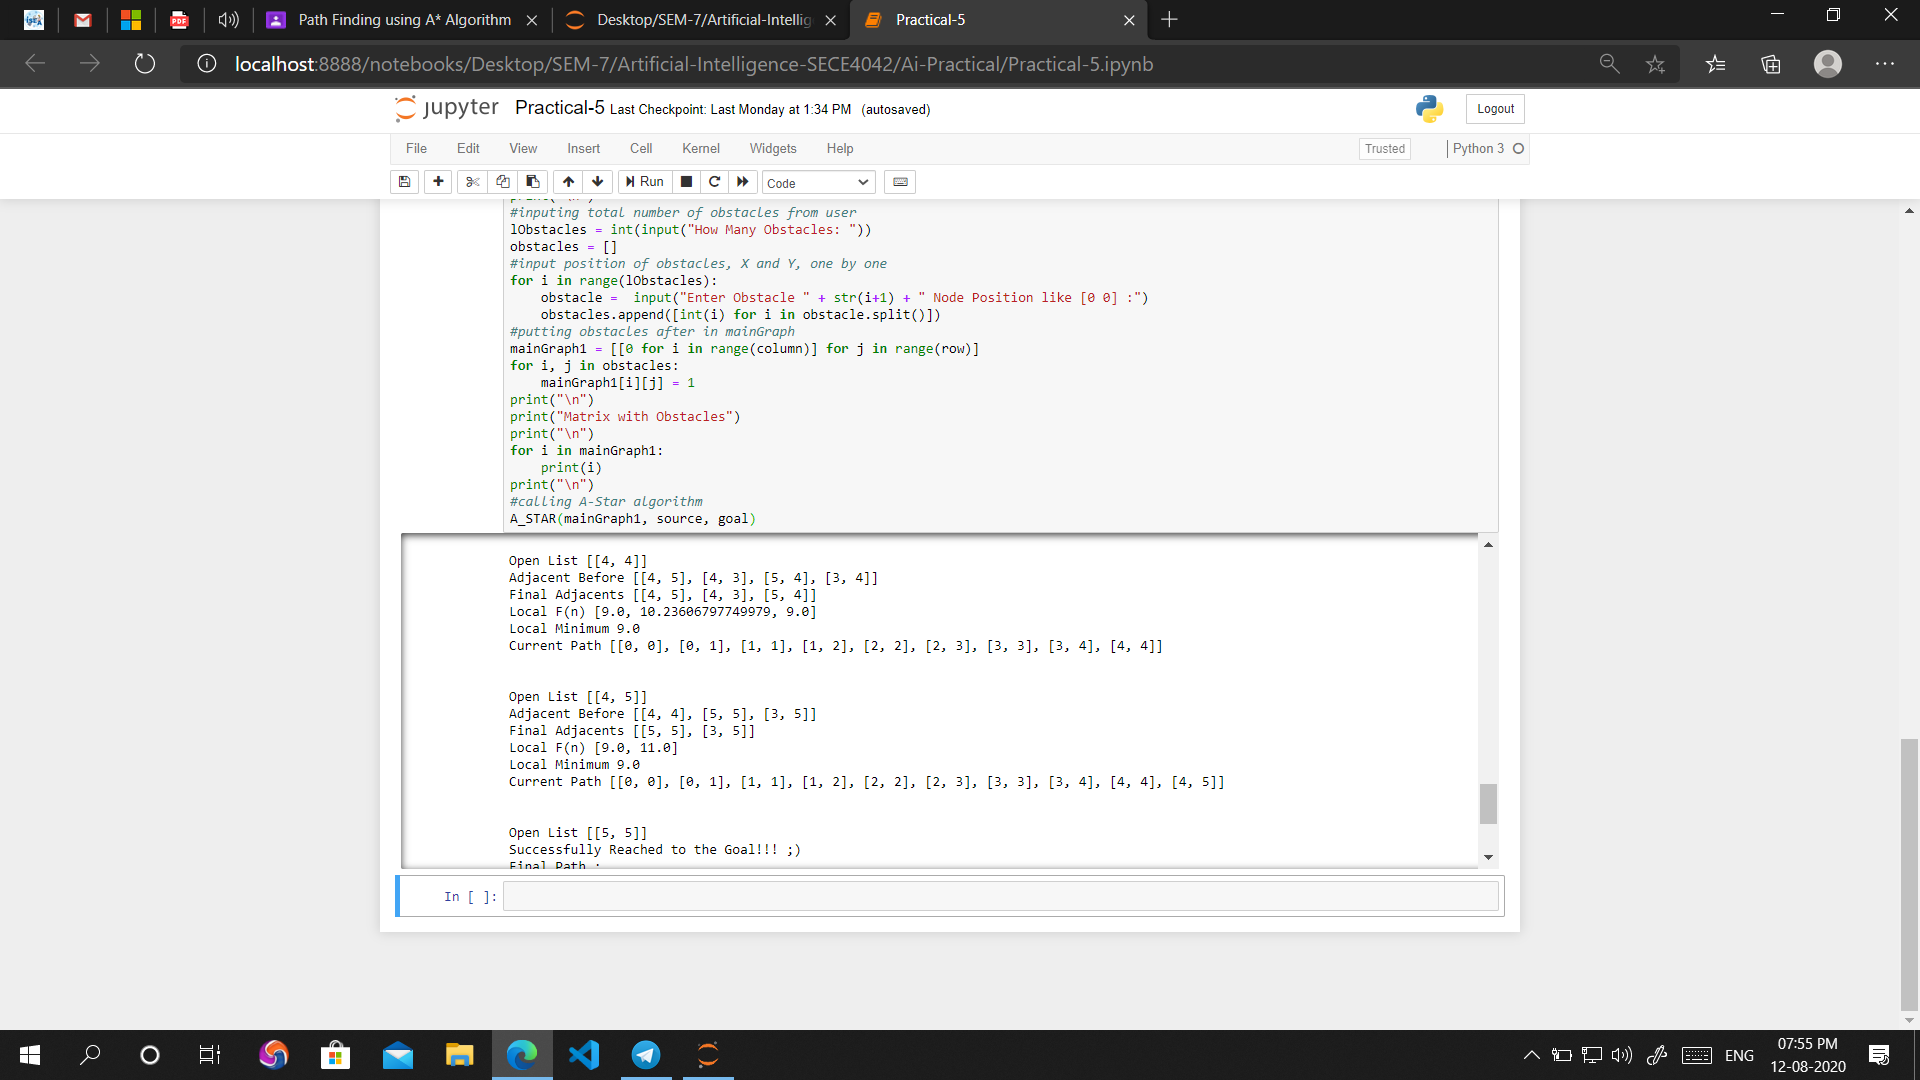 Path Finding using A* Algorithm
Desktop/SEM-7/Artificial-Intellig
Practical-5
localhost:8888/notebooks/Desktop/SEM-7/Artificial-Intelligence-SECE4042/Ai-Practical/Practical-5.ipynb
jupyter Practical-5 Last Checkpoint: Last Monday at 1:34 PM (autosaved)
Logout
File Edit View Insert Cell Kernel Widgets Help
Trusted
Python 3
Run
Code
#inputing total number of obstacles from user
lObstacles = int(input("How Many Obstacles: "))
obstacles = []
#input position of obstacles, X and Y, one by one
for i in range(lObstacles):
    obstacle =  input("Enter Obstacle " + str(i+1) + " Node Position like [0 0] :")
    obstacles.append([int(i) for i in obstacle.split()])
#putting obstacles after in mainGraph
mainGraph1 = [[0 for i in range(column)] for j in range(row)]
for i, j in obstacles:
    mainGraph1[i][j] = 1
print("\n")
print("Matrix with Obstacles")
print("\n")
for i in mainGraph1:
    print(i)
print("\n")
#calling A-Star algorithm
A_STAR(mainGraph1, source, goal)
Open List [[4, 4]]
Adjacent Before [[4, 5], [4, 3], [5, 4], [3, 4]]
Final Adjacents [[4, 5], [4, 3], [5, 4]]
Local F(n) [9.0, 10.23606797749979, 9.0]
Local Minimum 9.0
Current Path [[0, 0], [0, 1], [1, 1], [1, 2], [2, 2], [2, 3], [3, 3], [3, 4], [4, 4]]
Open List [[4, 5]]
Adjacent Before [[4, 4], [5, 5], [3, 5]]
Final Adjacents [[5, 5], [3, 5]]
Local F(n) [9.0, 11.0]
Local Minimum 9.0
Current Path [[0, 0], [0, 1], [1, 1], [1, 2], [2, 2], [2, 3], [3, 3], [3, 4], [4, 4], [4, 5]]
Open List [[5, 5]]
Successfully Reached to the Goal!!! ;)
Final Path :
In [ ]:
ENG
07:55 PM
12-08-2020